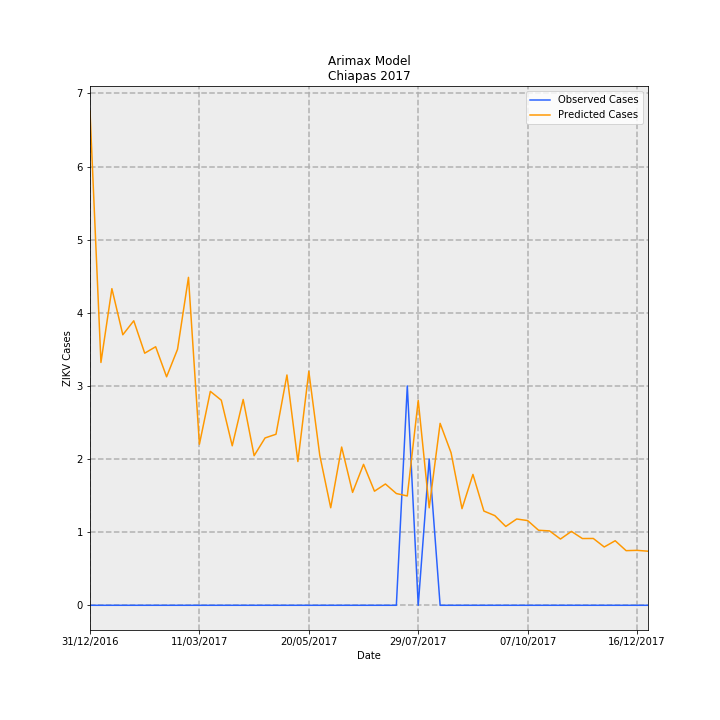 Arimax Model
Chiapas 2017
Observed Cases
Predicted Cases
7
6
5
4
3
2
1
0
ZIKV Cases
31/12/2016 11/03/2017 20/05/2017 29/07/2017 07/10/2017 16/12/2017
Date